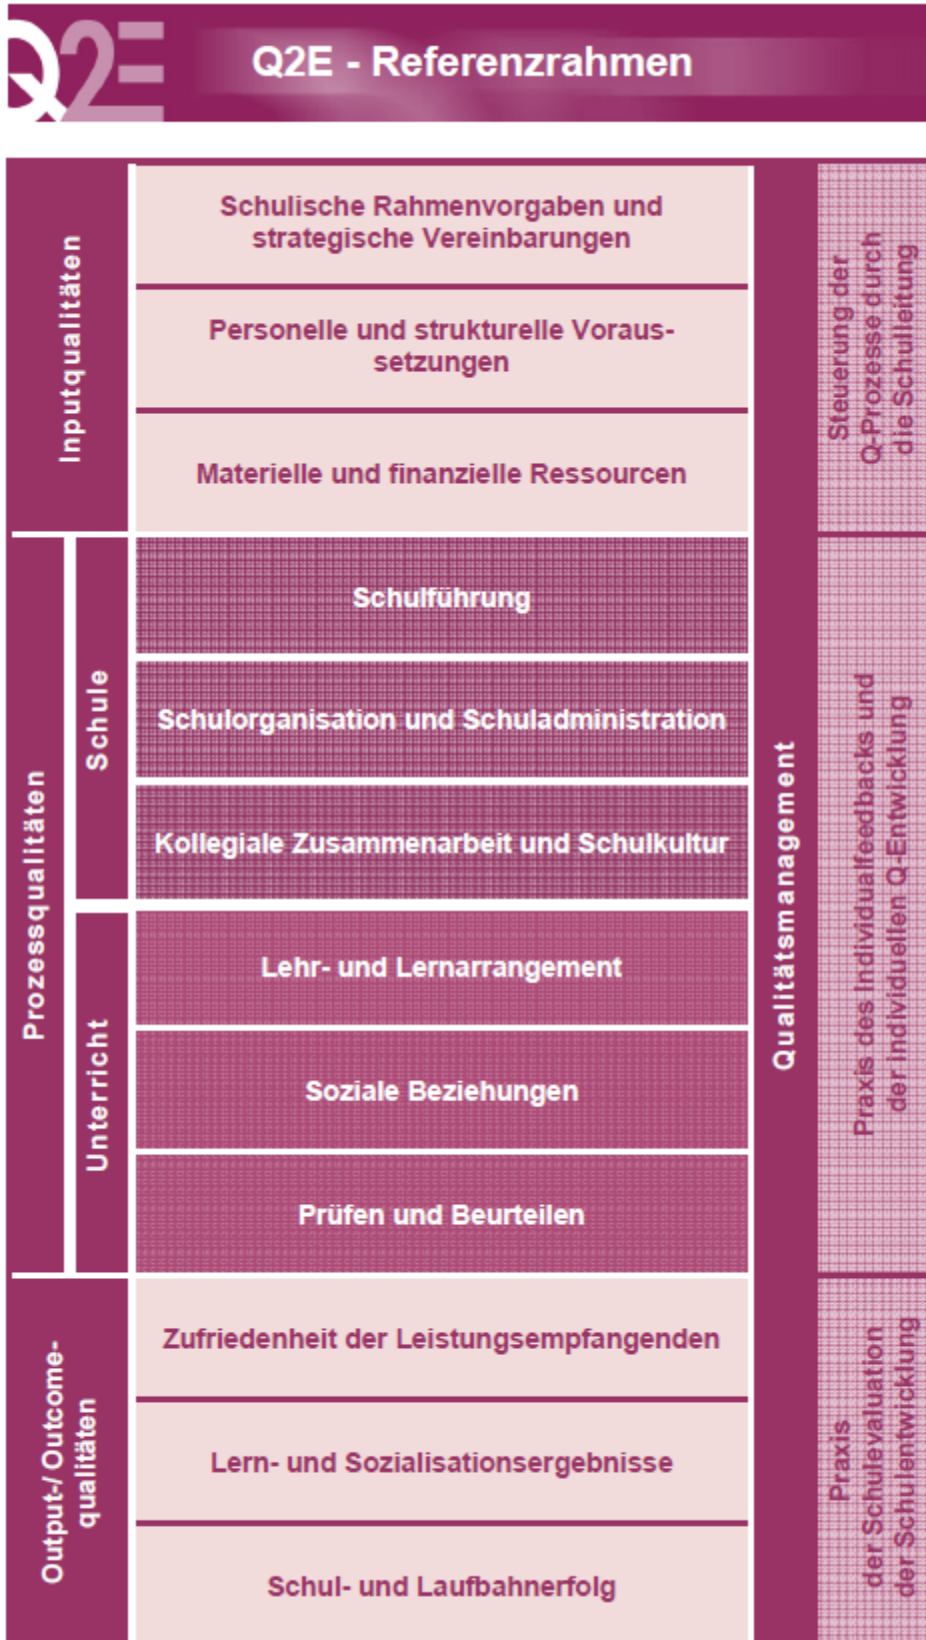 Q2E
Q2E - Referenzrahmen
Inputqualitäten
Schulische Rahmenvorgaben und
strategische Vereinbarungen
Personelle und strukturelle Voraus-
setzungen
Materielle und finanzielle Ressourcen
Prozessqualitäten
Schule
Schulführung
Schulorganisation und Schuladministration
Kollegiale Zusammenarbeit und Schulkultur
Unterricht
Lehr- und Lernarrangement
Soziale Beziehungen
Prüfen und Beurteilen
Output-/ Outcome-
qualitäten
Zufriedenheit der Leistungsempfangenden
Lern- und Sozialisationsergebnisse
Schul- und Laufbahnerfolg
Qualitätsmanagement
Steuerung der
Q-Prozesse durch
die Schulleitung
Praxis des Individualfeedbacks und
der individuellen Q-Entwicklung
Praxis
der Schulevaluation
der Schulentwicklung